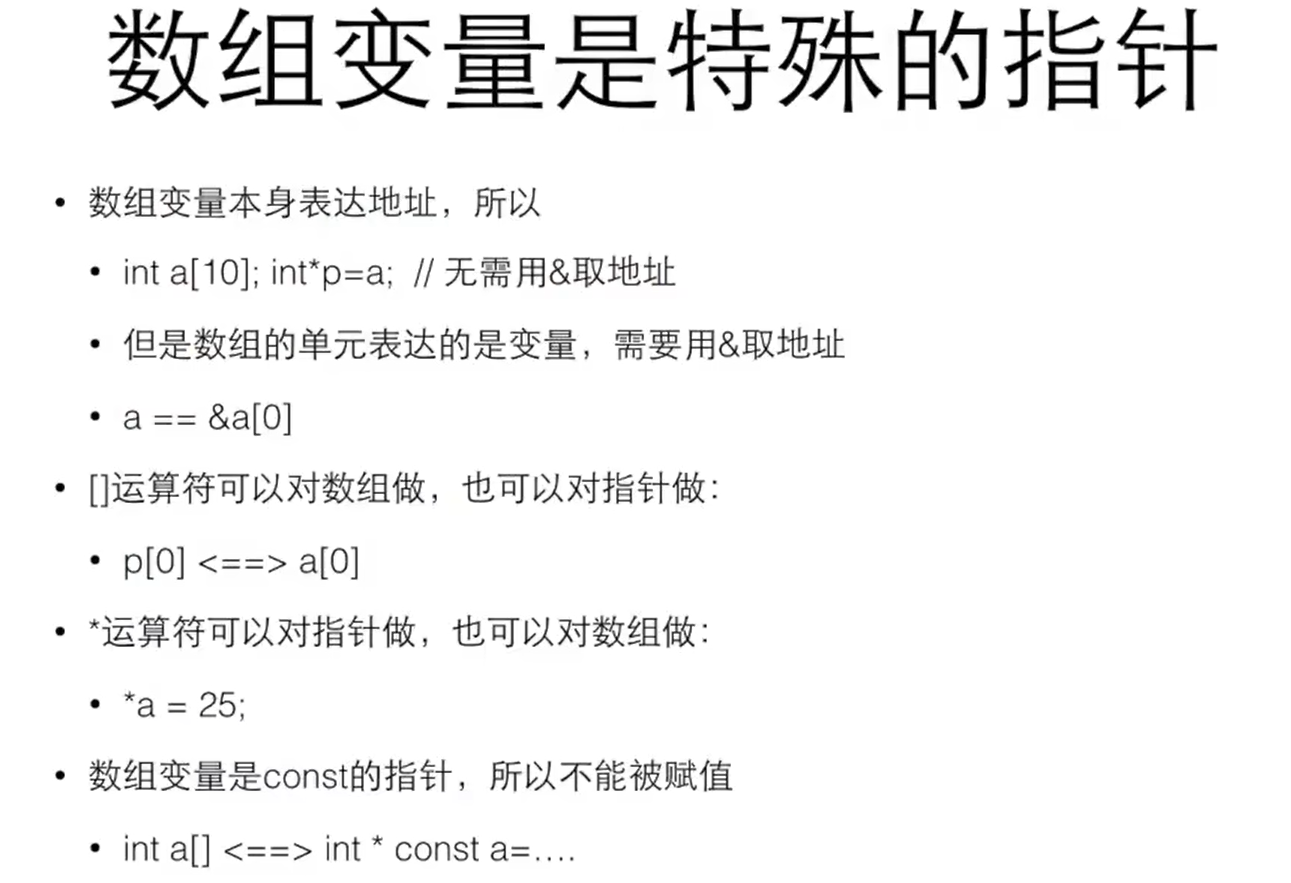 数组变量是特殊的指针
• 数组变量本身表达地址，所以
• int a[10]; int*p=a; // 无需用&取地址
• 但是数组的单元表达的是变量，需要用&取地址
• a == &a[0]
• []运算符可以对数组做，也可以对指针做：
• p[0] <==> a[0]
• *运算符可以对指针做，也可以对数组做：
• *a = 25;
• 数组变量是const的指针，所以不能被赋值
• int a[] <==> int * const a=….